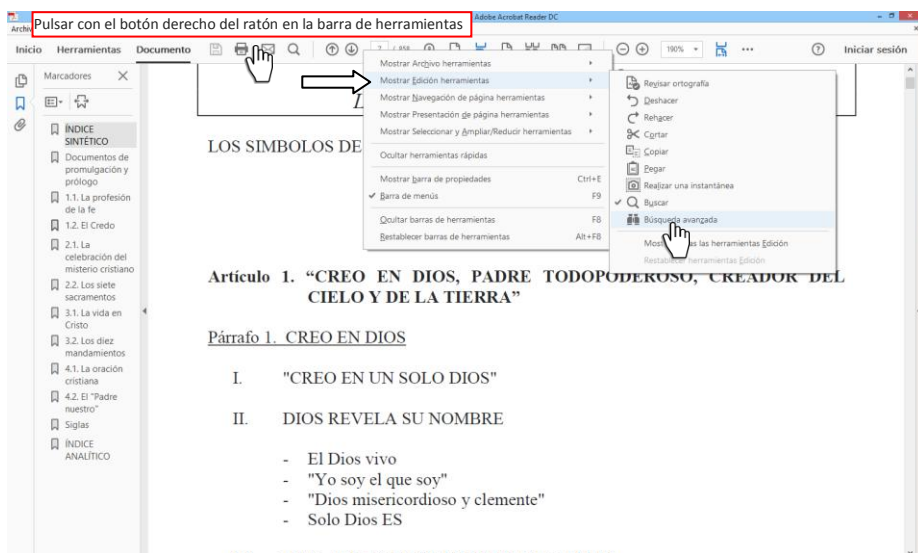 Adobe Acrobat Reader DC
Pulsar con el botón derecho del ratón en la barra de herramientas
Inicio Herramientas Documento
190%
Iniciar sesión
Marcadores
ÍNDICE
SINTÉTICO
Documentos de
promulgación y
prólogo
1.1. La profesión
de la fe
1.2. El Credo
2.1. La
celebración del
misterio cristiano
2.2. Los siete
sacramentos
3.1. La vida en
Cristo
3.2. Los diez
mandamientos
4.1. La oración
cristiana
4.2. El "Padre
nuestro"
Siglas
ÍNDICE
ANALÍTICO
Mostrar Archivo herramientas
Mostrar Edición herramientas
Mostrar Navegación de página herramientas
Mostrar Presentación de página herramientas
Mostrar Seleccionar y Ampliar/Reducir herramientas
Ocultar herramientas rápidas
Mostrar barra de propiedades Ctrl+E
Barra de menús F9
Ocultar barras de herramientas F8
Restablecer barras de herramientas Alt+F8
Revisar ortografía
Deshacer
Rehacer
Cortar
Copiar
Pegar
Realizar una instantánea
Buscar
Búsqueda avanzada
las herramientas Edición
Restablecer herramientas Edición
LOS SIMBOLOS DE
Artículo 1. “CREO EN DIOS, PADRE TODOPODEROSO, CREADOR DEL
CIELO Y DE LA TIERRA”
Párrafo 1. CREO EN DIOS
I. "CREO EN UN SOLO DIOS"
II. DIOS REVELA SU NOMBRE
- El Dios vivo
- "Yo soy el que soy"
- "Dios misericordioso y clemente"
- Solo Dios ES